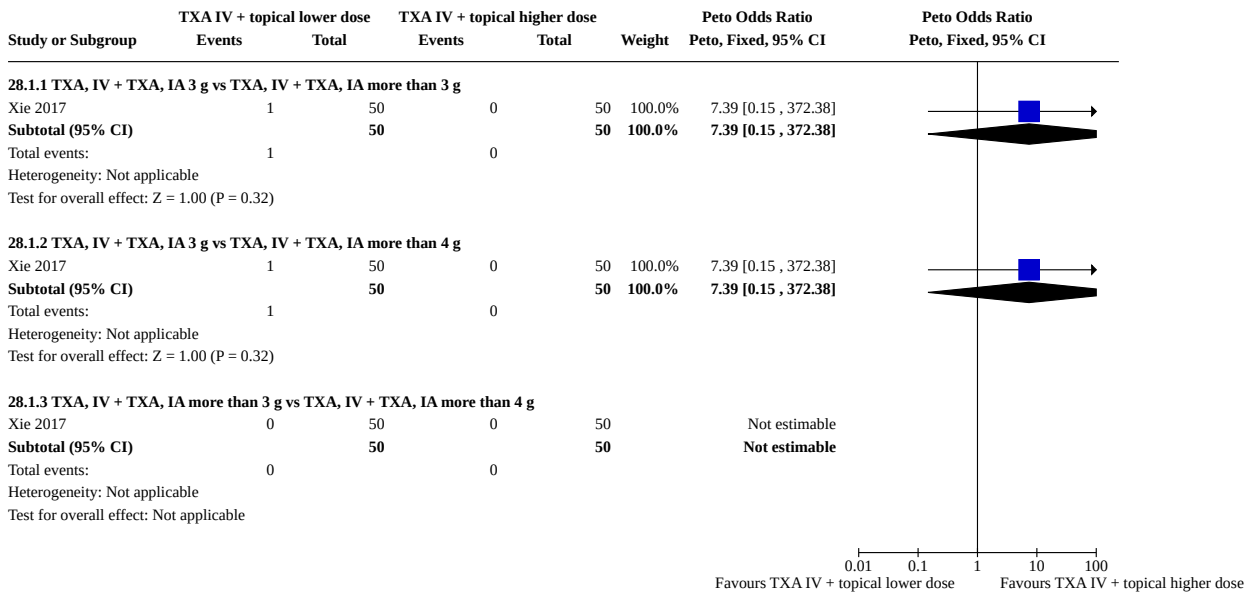 TXA IV + topical lower dose TXA IV + topical higher dose Peto Odds Ratio Peto Odds Ratio
Study or Subgroup Events Total Events Total Weight Peto, Fixed, 95% CI Peto, Fixed, 95% CI
28.1.1 TXA, IV + TXA, IA 3 g vs TXA, IV + TXA, IA more than 3 g
Xie 2017 1 50 0 50 100.0% 7.39 [0.15 , 372.38]
Subtotal (95% CI) 50 50 100.0% 7.39 [0.15 , 372.38]
Total events: 1 0
Heterogeneity: Not applicable
Test for overall effect: Z = 1.00 (P = 0.32)
28.1.2 TXA, IV + TXA, IA 3 g vs TXA, IV + TXA, IA more than 4 g
Xie 2017 1 50 0 50 100.0% 7.39 [0.15 , 372.38]
Subtotal (95% CI) 50 50 100.0% 7.39 [0.15 , 372.38]
Total events: 1 0
Heterogeneity: Not applicable
Test for overall effect: Z = 1.00 (P = 0.32)
28.1.3 TXA, IV + TXA, IA more than 3 g vs TXA, IV + TXA, IA more than 4 g
Xie 2017 0 50 0 50 Not estimable
Subtotal (95% CI) 50 50 Not estimable
Total events: 0 0
Heterogeneity: Not applicable
Test for overall effect: Not applicable
0.01 0.1 1 10 100
Favours TXA IV + topical lower dose Favours TXA IV + topical higher dose